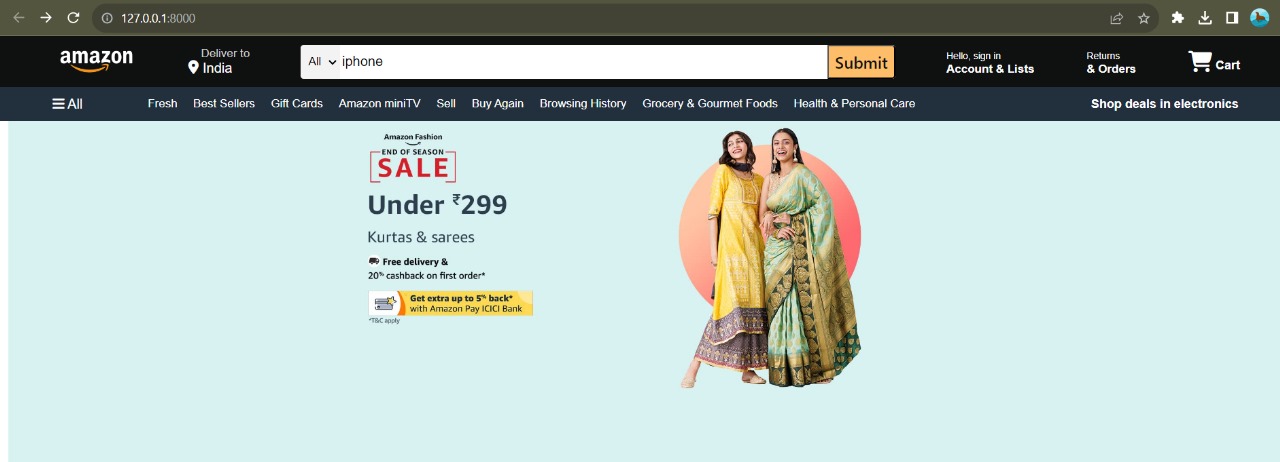 127.0.0.1:8000
amazon
Deliver to
India
All
iphone
Submit
Hello, sign in
Account & Lists
Returns
& Orders
Cart
All
Fresh
Best Sellers
Gift Cards
Amazon miniTV
Sell
Buy Again
Browsing History
Grocery & Gourmet Foods
Health & Personal Care
Shop deals in electronics
Amazon Fashion
END OF SEASON
SALE
Under ₹299
Kurtas & sarees
Free delivery &
20% cashback on first order*
Get extra up to 5% back*
with Amazon Pay ICICI Bank
*T&C apply